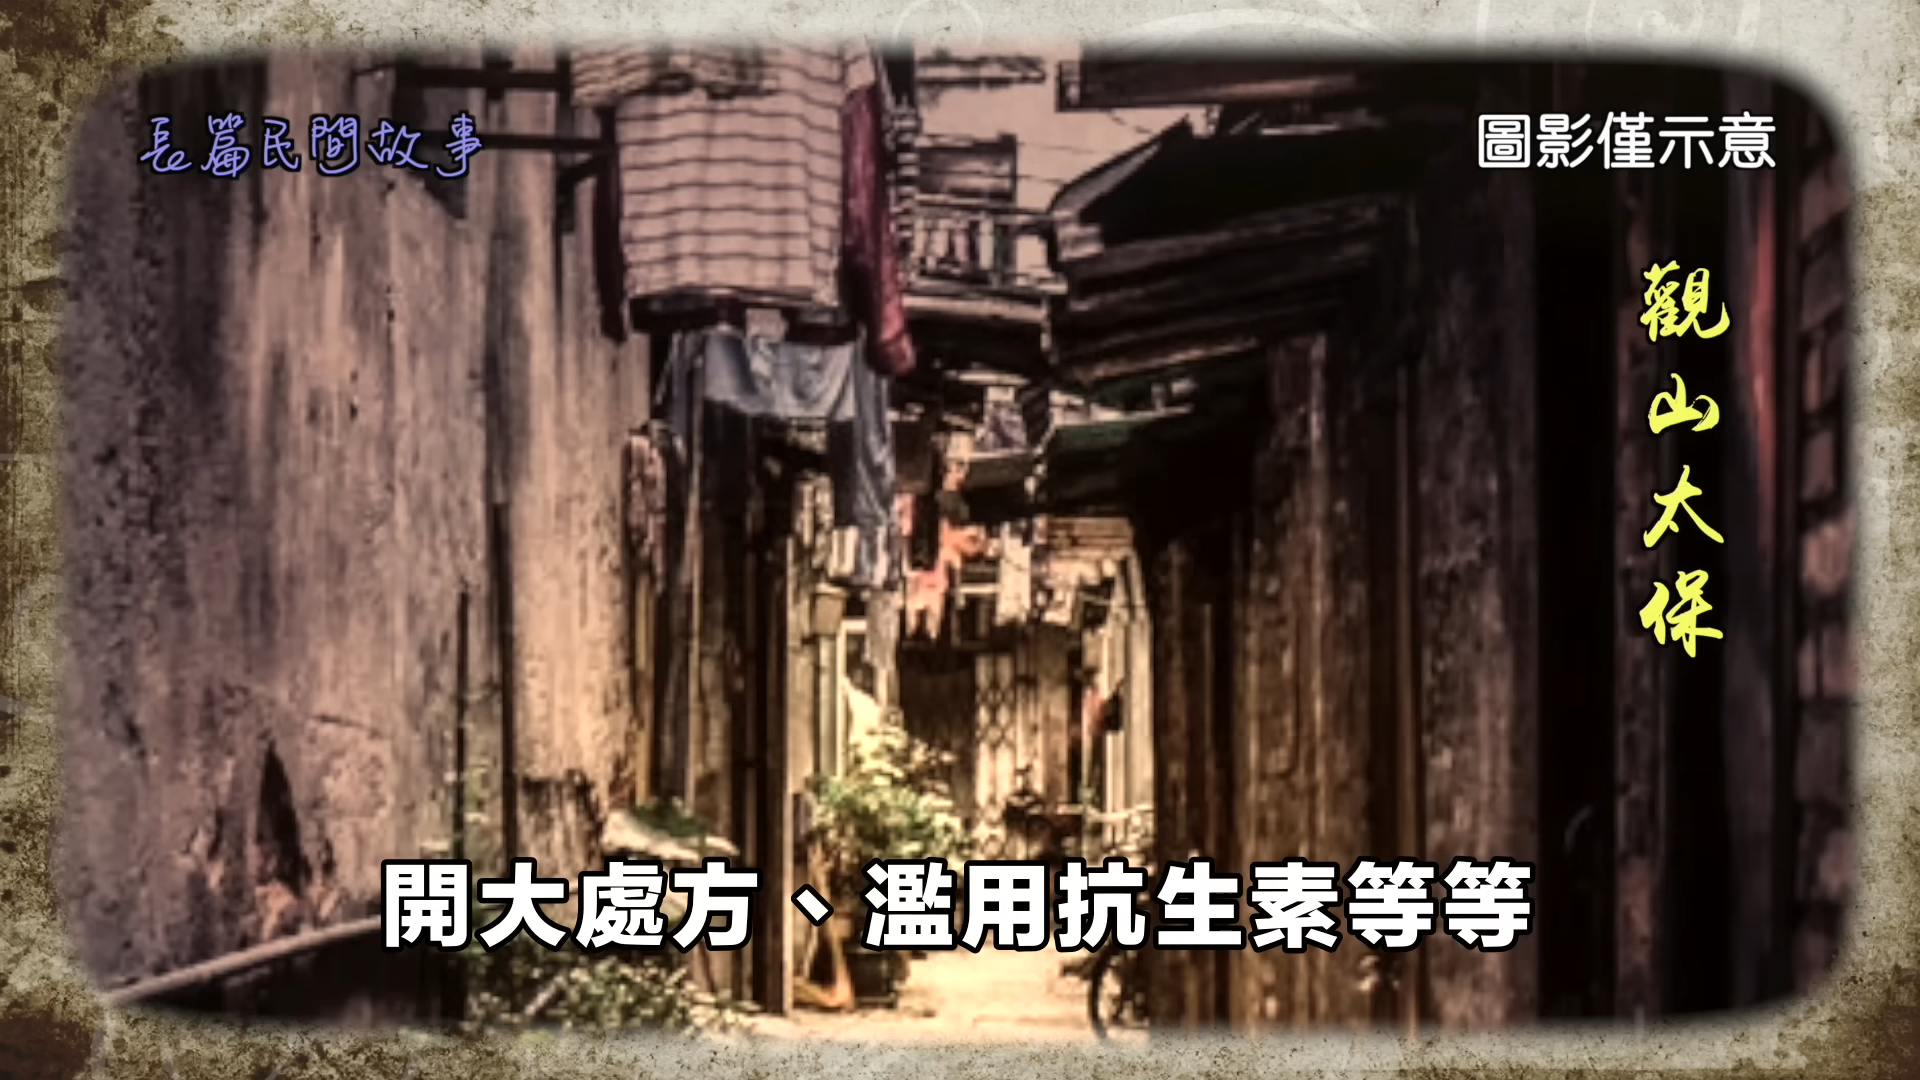 長篇民間故事
圖影僅示意
觀山太保
開大處方、濫用抗生素等等